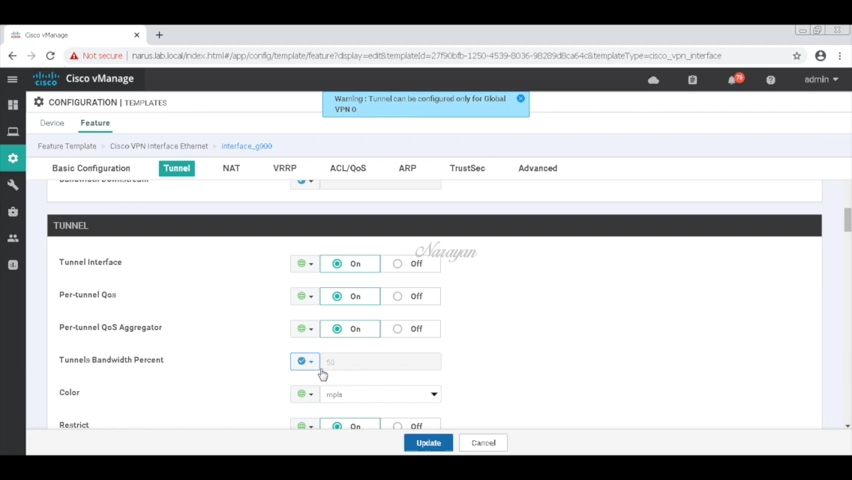 Cisco vManage
Not secure narus.lab.local/index.html#/app/config/template/feature?display=edit&templateId=27f90bfb-1250-4539-8036-98289d8ca64c&templateType=cisco_vpn_interface
CISCO Cisco vManage
admin
CONFIGURATION | TEMPLATES
Warning : Tunnel can be configured only for Global
VPN 0
Device Feature
Feature Template > Cisco VPN Interface Ethernet > interface_g000
Basic Configuration Tunnel NAT VRRP ACL/QoS ARP TrustSec Advanced
Bandwidth Downstream
TUNNEL
Narayan
Tunnel Interface On Off
Per-tunnel Qos On Off
Per-tunnel QoS Aggregator On Off
Tunnels Bandwidth Percent 50
Color mpls
Restrict On Off
Update Cancel